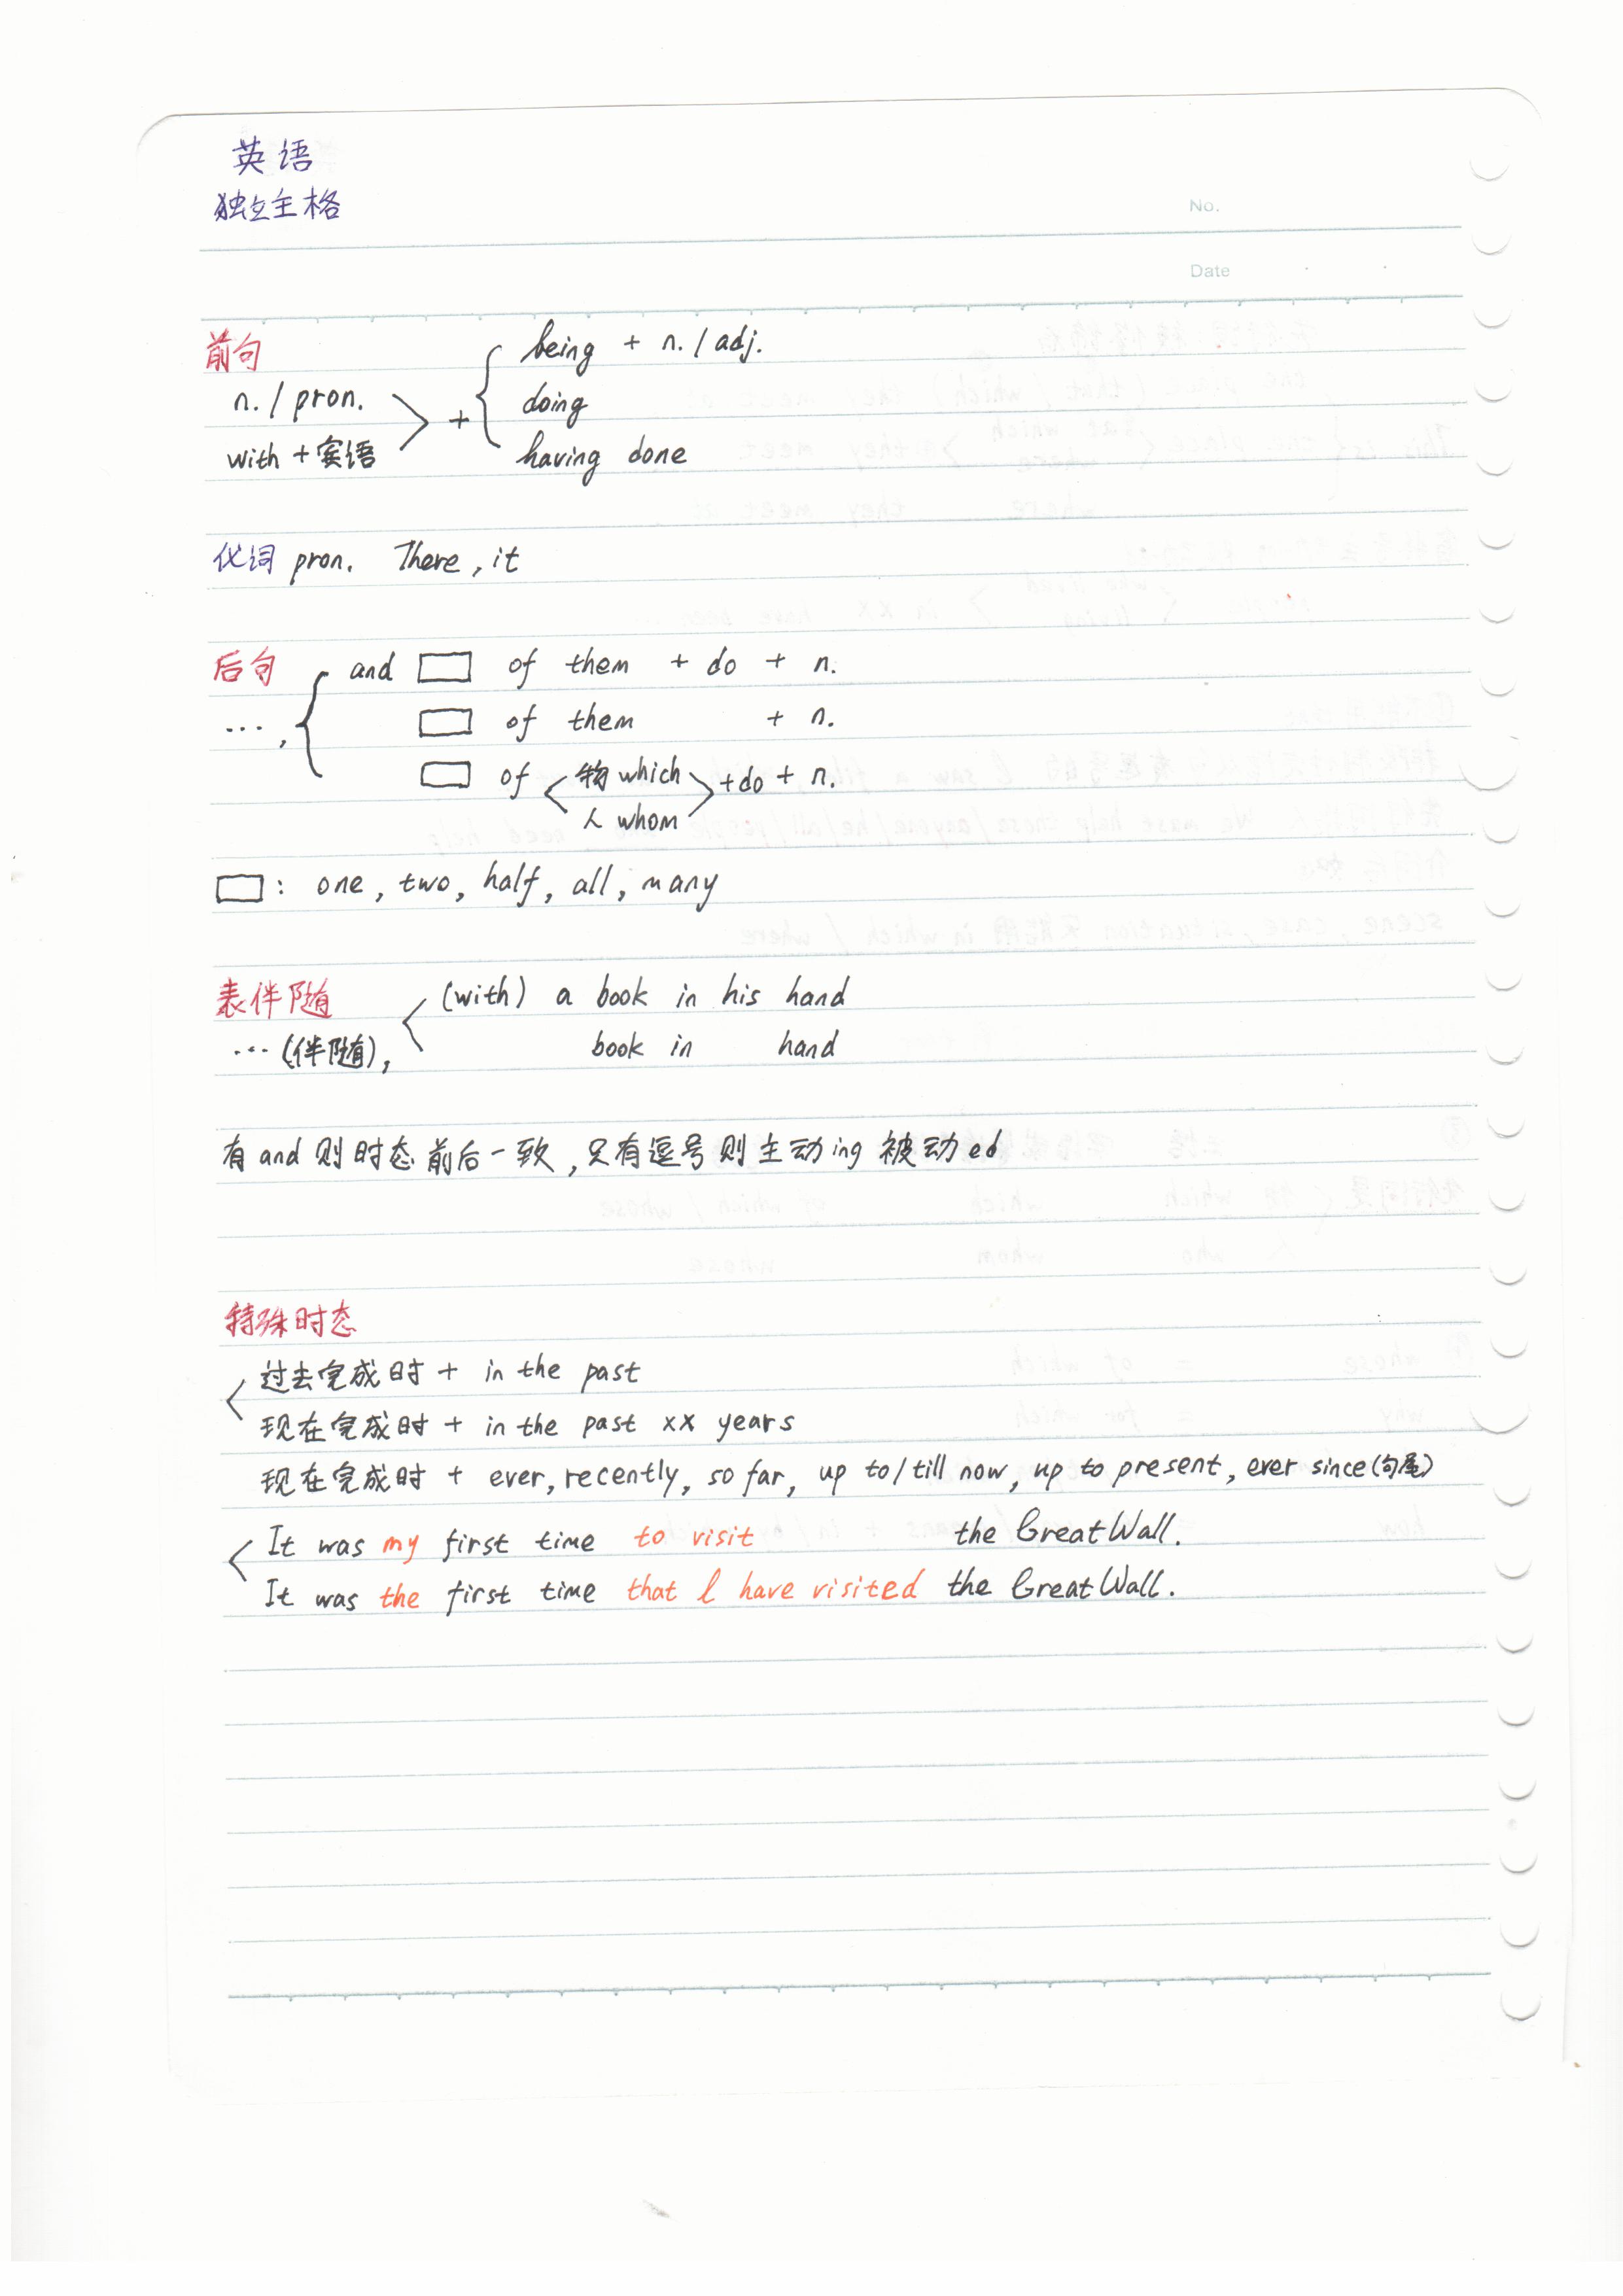 英语
独立主格
No.
Date
前句
being + n. / adj.
n. / pron.
doing
+
with + 宾语
having done
代词 pron. There, it
后句
and □ of them + do + n.
… ,
□ of them + n.
□ of 物 which + do + n.
人 whom
□: one, two, half, all, many
表伴随
(with) a book in his hand
… (伴随),
book in hand
有 and 则时态前后一致, 只有逗号则主动 ing 被动 ed
特殊时态
过去完成时 + in the past
现在完成时 + in the past xx years
现在完成时 + ever, recently, so far, up to / till now, up to present, ever since (句尾)
It was my first time to visit the Great Wall.
It was the first time that I have visited the Great Wall.